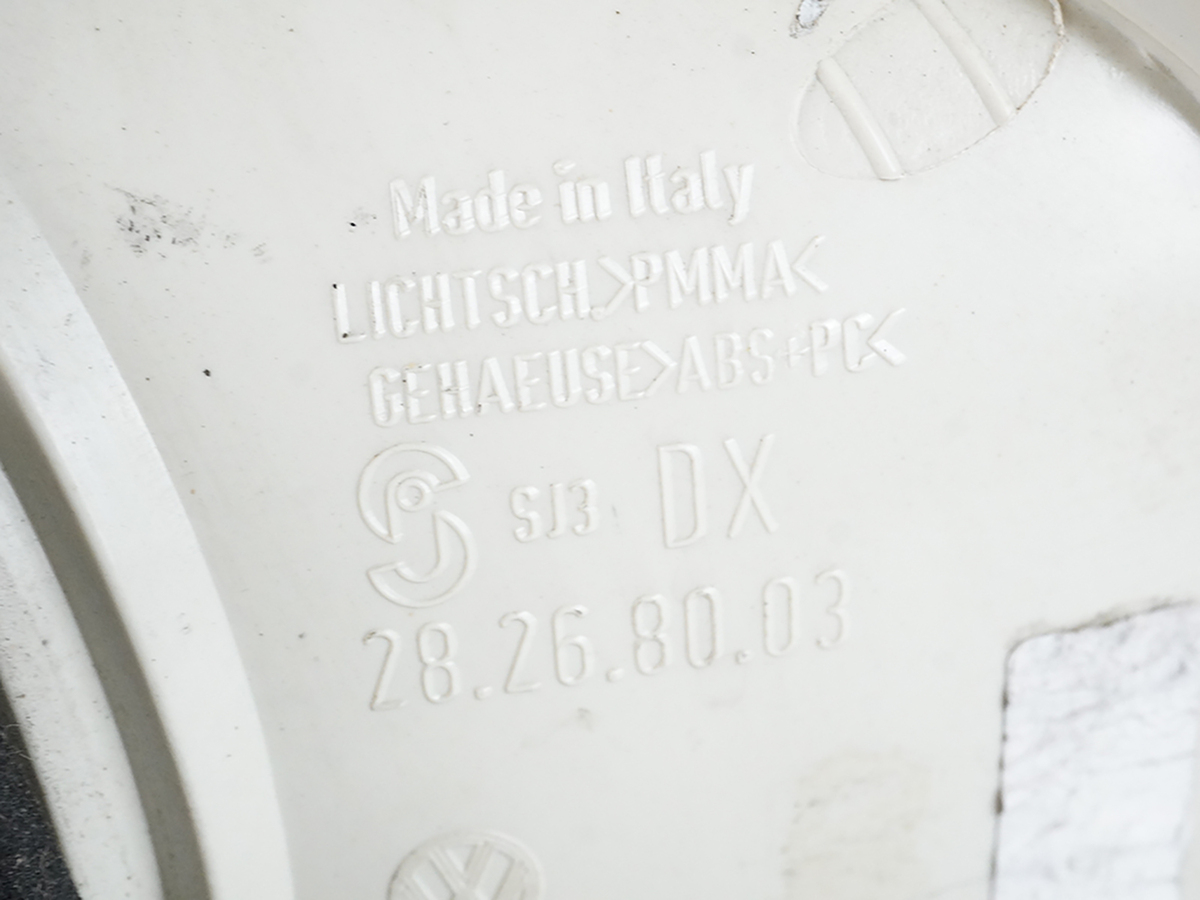 Made in Italy
LICHTSCH.>PMMA<
GEHAEUSE>ABS+PC<
SJ3 DX
28.26.80.03